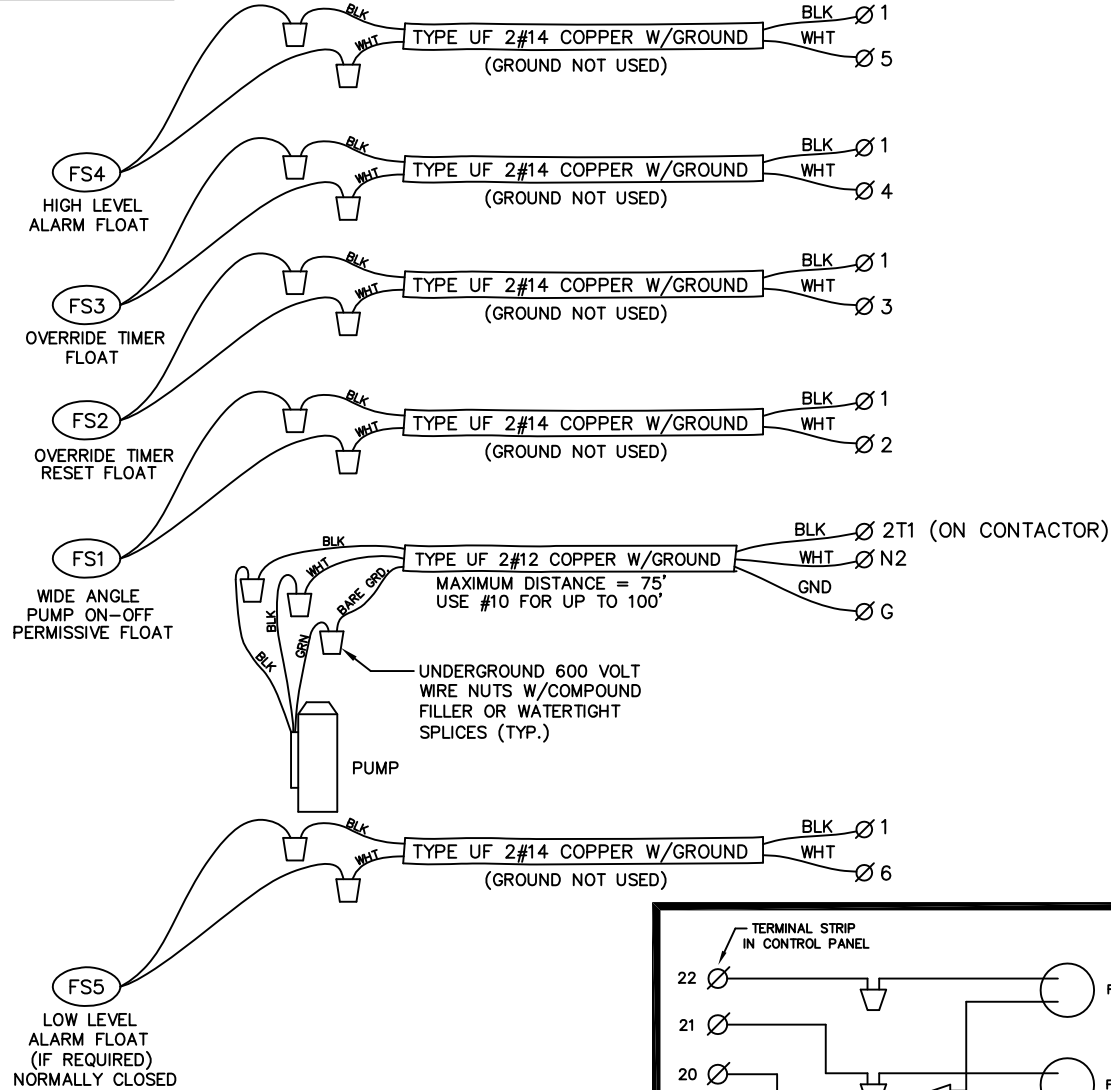 BLK
WHT
TYPE UF 2#14 COPPER W/GROUND
(GROUND NOT USED)
BLK
1
WHT
5
FS4
HIGH LEVEL
ALARM FLOAT
BLK
WHT
TYPE UF 2#14 COPPER W/GROUND
(GROUND NOT USED)
BLK
1
WHT
4
FS3
OVERRIDE TIMER
FLOAT
BLK
WHT
TYPE UF 2#14 COPPER W/GROUND
(GROUND NOT USED)
BLK
1
WHT
3
FS2
OVERRIDE TIMER
RESET FLOAT
BLK
WHT
TYPE UF 2#14 COPPER W/GROUND
(GROUND NOT USED)
BLK
1
WHT
2
FS1
WIDE ANGLE
PUMP ON-OFF
PERMISSIVE FLOAT
BLK
WHT
BARE GRD.
BLK
BLK
GRN
TYPE UF 2#12 COPPER W/GROUND
MAXIMUM DISTANCE = 75'
USE #10 FOR UP TO 100'
BLK
2T1 (ON CONTACTOR)
WHT
N2
GND
G
UNDERGROUND 600 VOLT
WIRE NUTS W/COMPOUND
FILLER OR WATERTIGHT
SPLICES (TYP.)
PUMP
BLK
WHT
TYPE UF 2#14 COPPER W/GROUND
(GROUND NOT USED)
BLK
1
WHT
6
FS5
LOW LEVEL
ALARM FLOAT
(IF REQUIRED)
NORMALLY CLOSED
TERMINAL STRIP
IN CONTROL PANEL
22
21
20